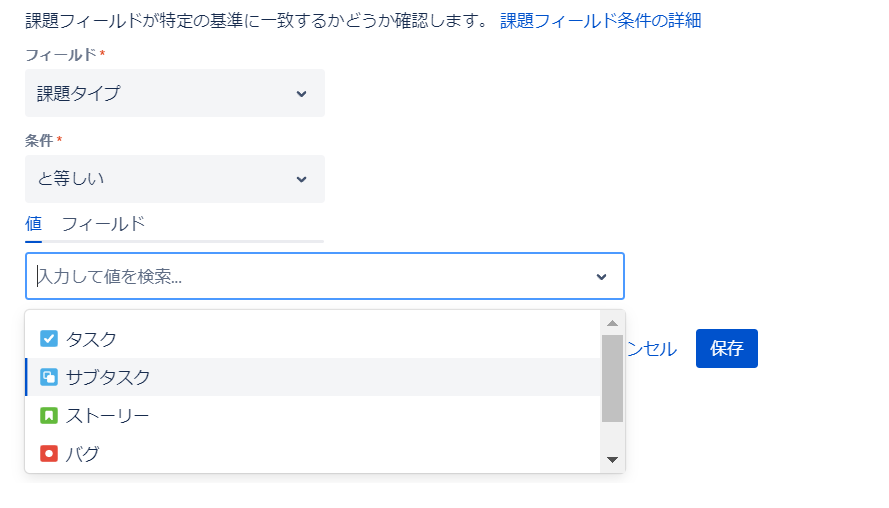 課題フィールドが特定の基準に一致するかどうか確認します。 課題フィールド条件の詳細
フィールド*
課題タイプ
条件*
と等しい
値 フィールド
入力して値を検索...
タスク
ンセル 保存
サブタスク
ストーリー
バグ